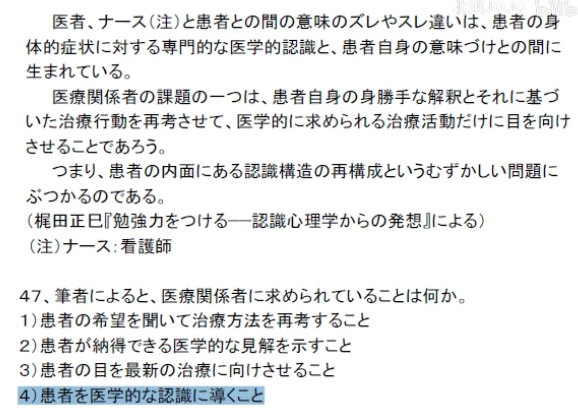 医者、ナース(注)と患者との間の意味のズレやスレ違いは、患者の身
体的症状に対する専門的な医学的認識と、患者自身の意味づけとの間に
生まれている。
医療関係者の課題の一つは、患者自身の身勝手な解釈とそれに基づ
いた治療行動を再考させて、医学的に求められる治療活動だけに目を向け
させることであろう。
つまり、患者の内面にある認識構造の再構成というむずかしい問題に
ぶつかるのである。
(梶田正巳『勉強力をつける──認識心理学からの発想』による)
(注)ナース:看護師
47、筆者によると、医療関係者に求められていることは何か。
1)患者の希望を聞いて治療方法を再考すること
2)患者が納得できる医学的な見解を示すこと
3)患者の目を最新の治療に向けさせること
4)患者を医学的な認識に導くこと